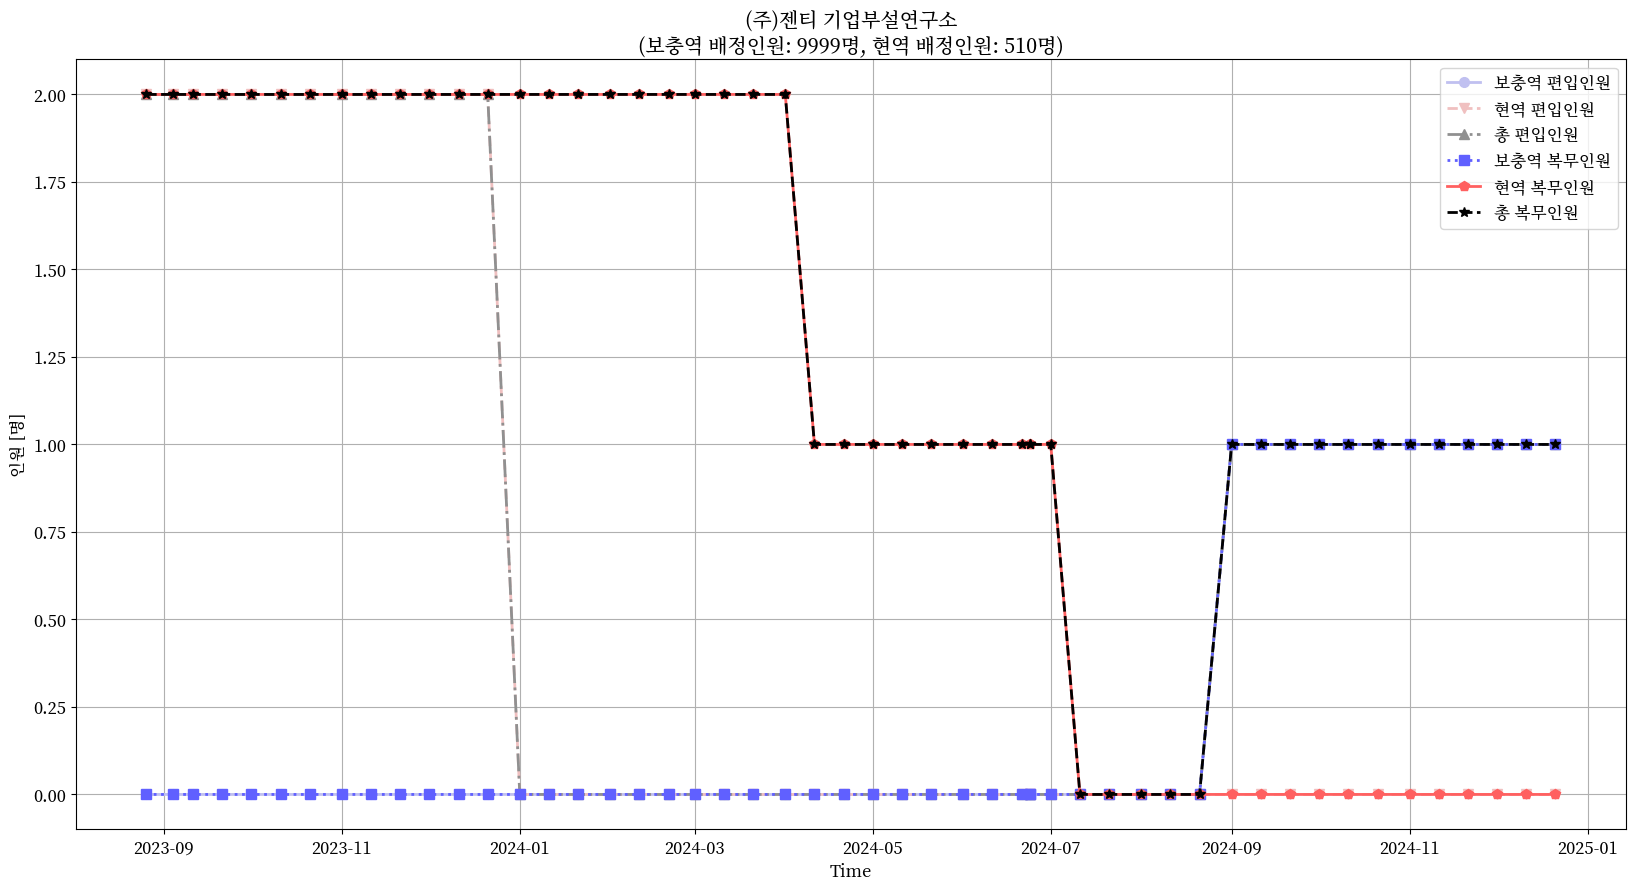 (주)젠티 기업부설연구소
(보충역 배정인원: 9999명, 현역 배정인원: 510명)
보충역 편입인원
현역 편입인원
총 편입인원
보충역 복무인원
현역 복무인원
총 복무인원
인원 [명]
2.00
1.75
1.50
1.25
1.00
0.75
0.50
0.25
0.00
2023-09 2023-11 2024-01 2024-03 2024-05 2024-07 2024-09 2024-11 2025-01
Time